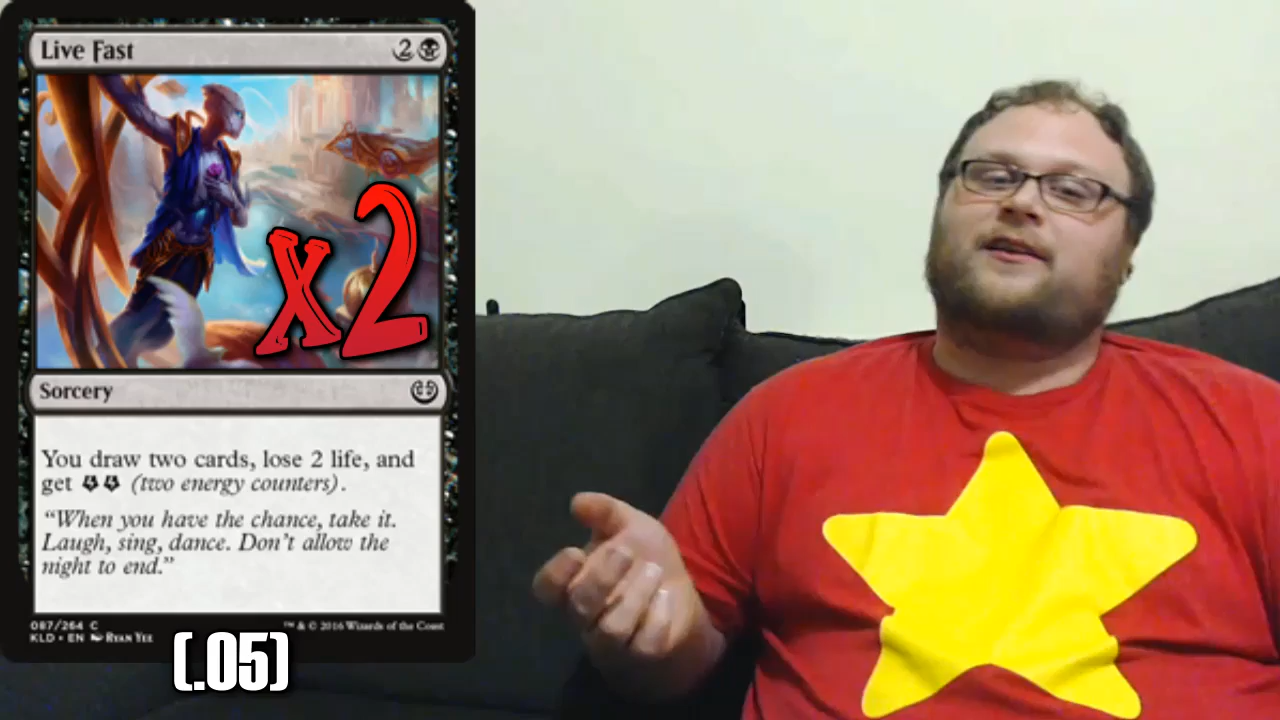 Live Fast 2
x2
Sorcery
You draw two cards, lose 2 life, and
get (two energy counters).
“When you have the chance, take it.
Laugh, sing, dance. Don’t allow the
night to end.”
087/264 C
KLD • EN Ryan Yee
™ & © 2016 Wizards of the Coast
(.05)